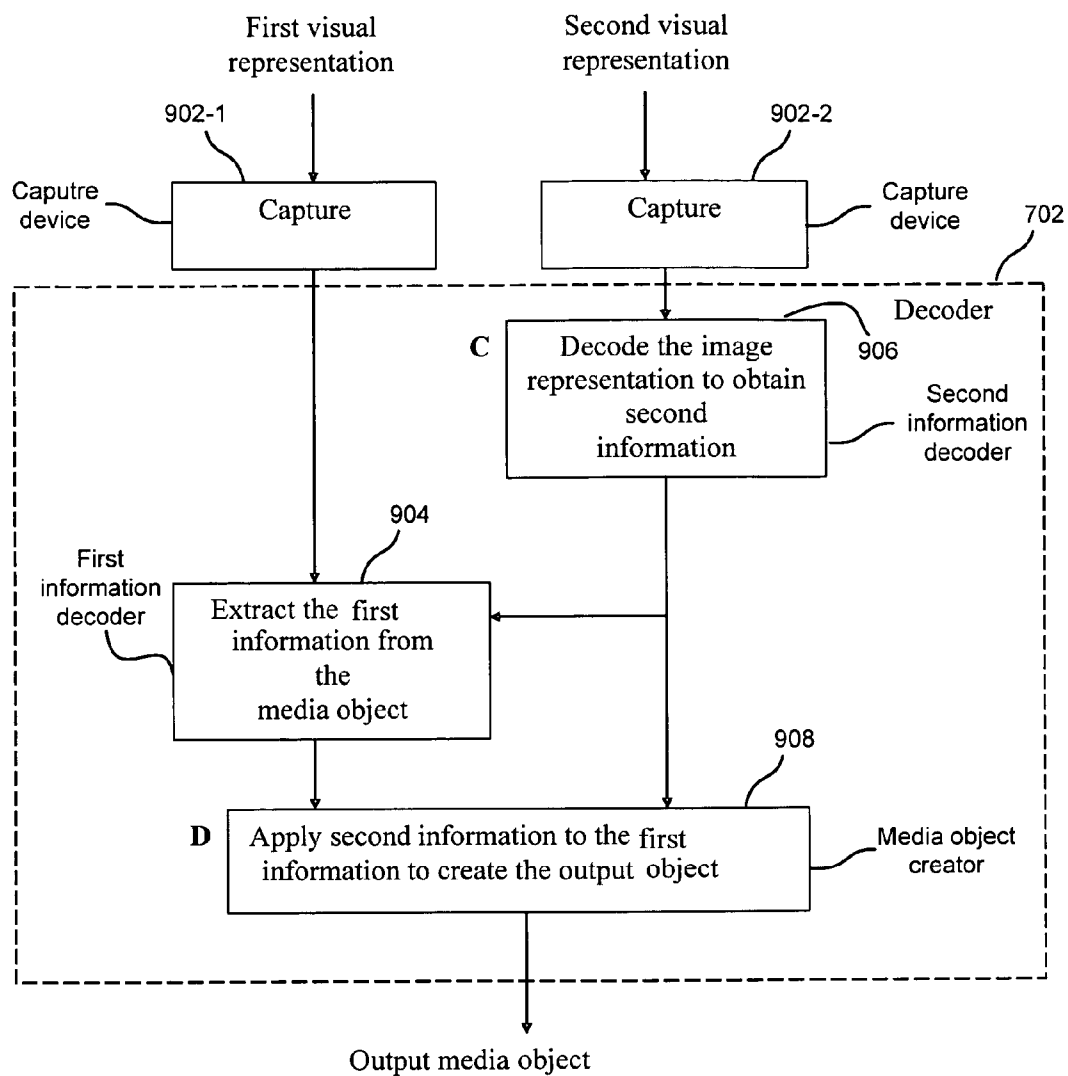 First visual
representation
Second visual
representation
902-1
902-2
Caputre
device
Capture
Capture
Capture
device
702
Decoder
906
C
Decode the image
representation to obtain
second
information
Second
information
decoder
904
First
information
decoder
Extract the first
information from
the
media object
908
D
Apply second information to the first
information to create the output object
Media object
creator
Output media object